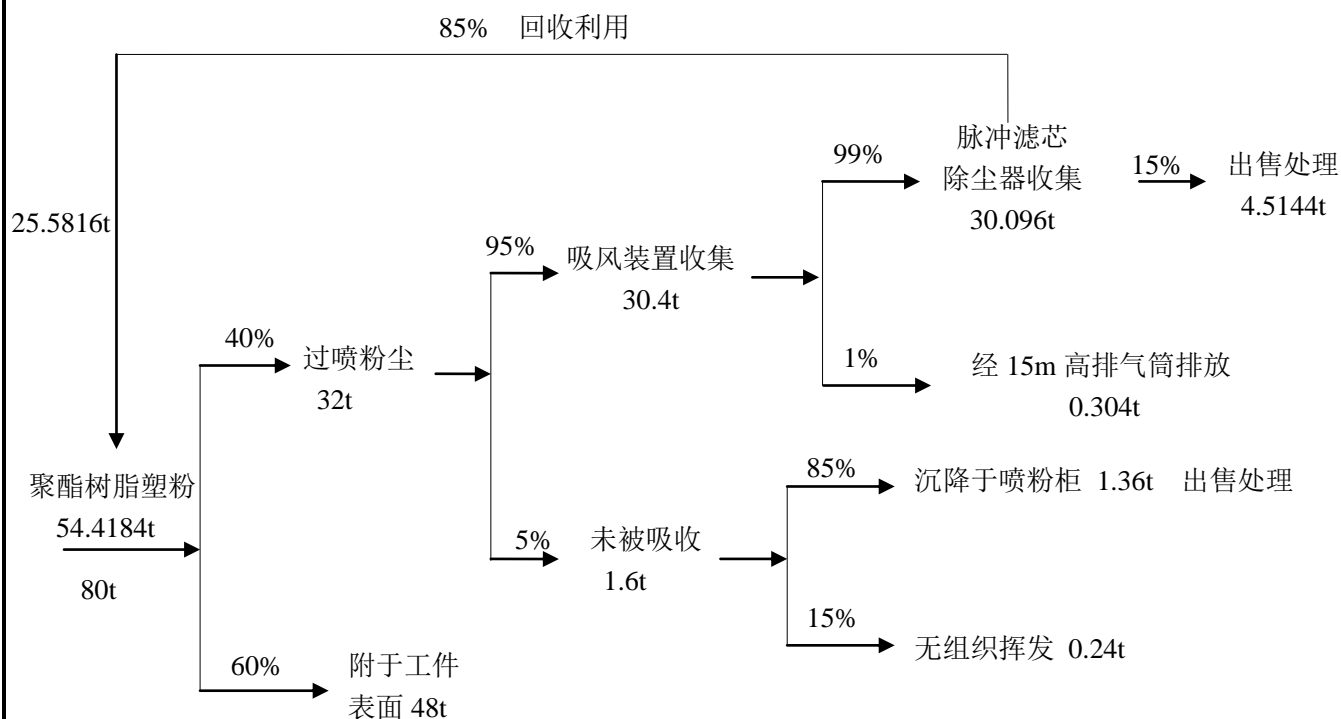 85% 回收利用
脉冲滤芯
99%
除尘器收集
15%
出售处理
30.096t
4.5144t
25.5816t
95%
吸风装置收集
30.4t
40%
过喷粉尘
32t
1%
经 15m 高排气筒排放
0.304t
聚酯树脂塑粉
54.4184t
80t
85%
沉降于喷粉柜 1.36t 出售处理
5%
未被吸收
1.6t
15%
无组织挥发 0.24t
60%
附于工件
表面 48t